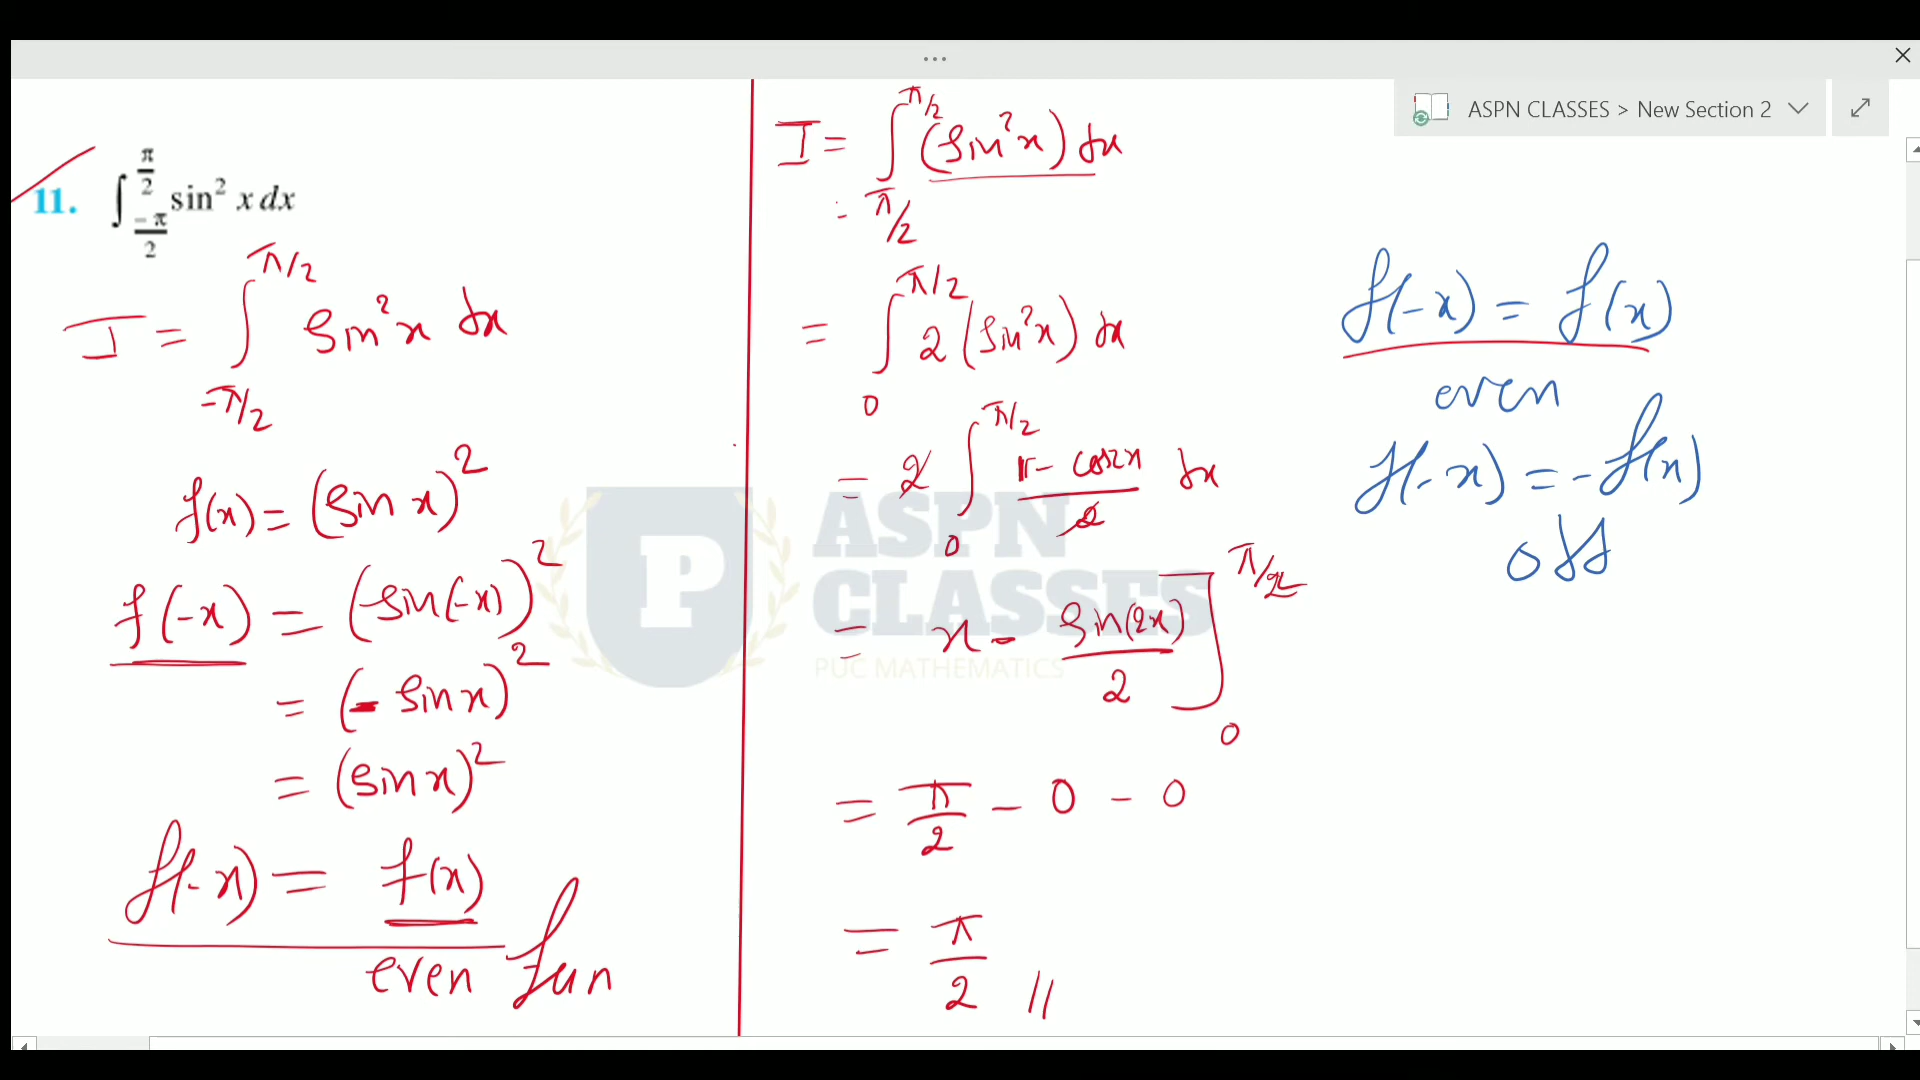 ASPN CLASSES > New Section 2
11. ∫_{-π/2}^{π/2} sin² x dx
I = ∫_{-π/2}^{π/2} sin²x dx
f(x) = (sin x)²
f(-x) = (sin(-x))²
= (- sin x)²
= (sin x)²
f(-x) = f(x)
even fun
I = ∫_{-π/2}^{π/2} (sin²x) dx
= ∫_0^{π/2} 2 (sin²x) dx
= 2 ∫_0^{π/2} (1 - cos2x)/2 dx
= x - sin(2x)/2 ]_0^{π/2}
= π/2 - 0 - 0
= π/2 //
f(-x) = f(x)
even
f(-x) = -f(x)
odd
P
ASPN
CLASSES
PUC MATHEMATICS